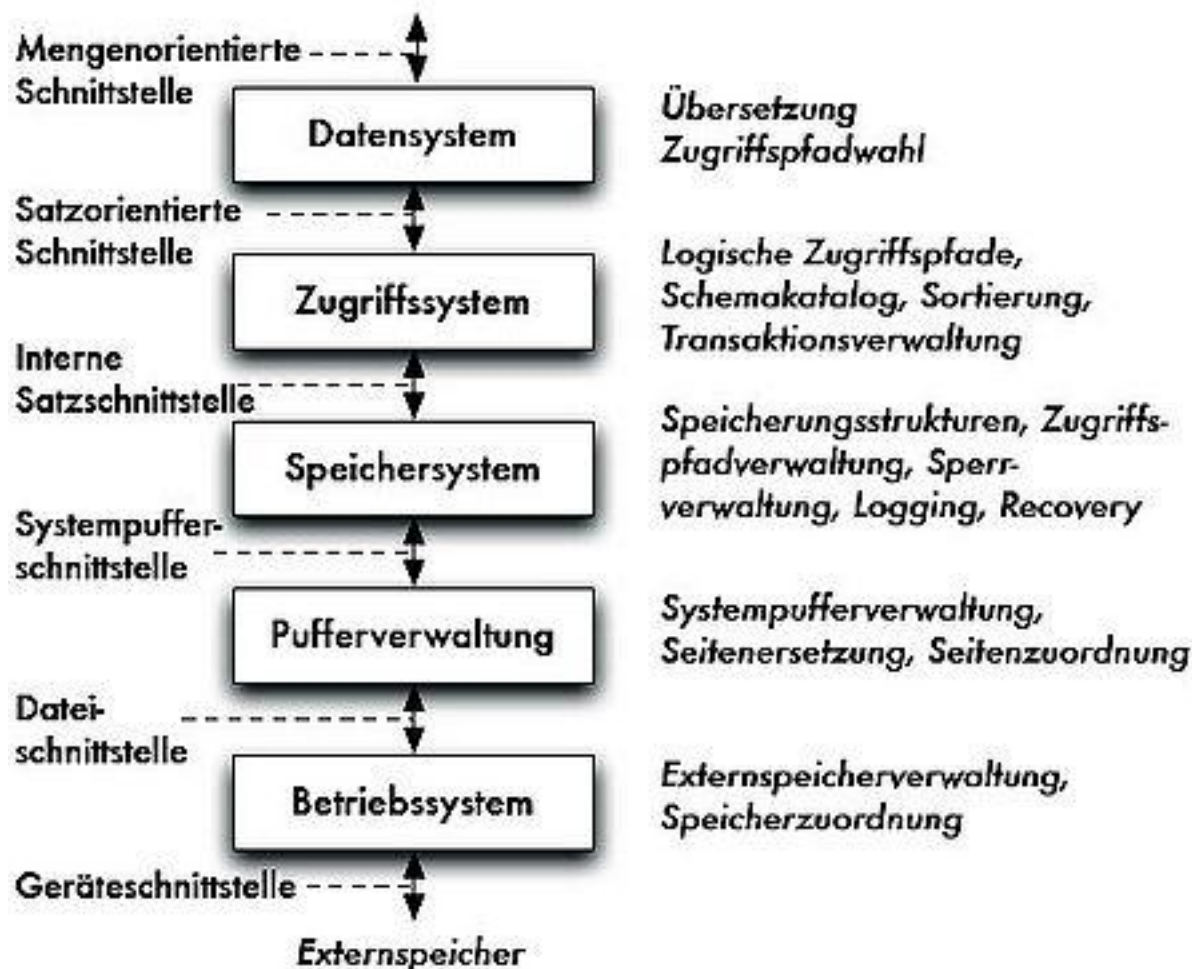 Mengenorientierte
Schnittstelle
Datensystem
Übersetzung
Zugriffspfadwahl
Satzorientierte
Schnittstelle
Zugriffssystem
Logische Zugriffspfade,
Schemakatalog, Sortierung,
Transaktionsverwaltung
Interne
Satzschnittstelle
Speichersystem
Speicherungsstrukturen, Zugriffs-
pfadverwaltung, Sperr-
verwaltung, Logging, Recovery
Systempuffer-
schnittstelle
Pufferverwaltung
Systempufferverwaltung,
Seitenersetzung, Seitenzuordnung
Datei-
schnittstelle
Betriebssystem
Externspeicherverwaltung,
Speicherzuordnung
Geräteschnittstelle
Externspeicher